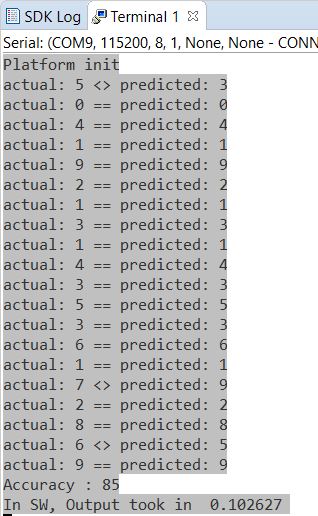 SDK Log Terminal 1
Serial: (COM9, 115200, 8, 1, None, None - CONN
Platform init
actual: 5 <> predicted: 3
actual: 0 == predicted: 0
actual: 4 == predicted: 4
actual: 1 == predicted: 1
actual: 9 == predicted: 9
actual: 2 == predicted: 2
actual: 1 == predicted: 1
actual: 3 == predicted: 3
actual: 1 == predicted: 1
actual: 4 == predicted: 4
actual: 3 == predicted: 3
actual: 5 == predicted: 5
actual: 3 == predicted: 3
actual: 6 == predicted: 6
actual: 1 == predicted: 1
actual: 7 <> predicted: 9
actual: 2 == predicted: 2
actual: 8 == predicted: 8
actual: 6 <> predicted: 5
actual: 9 == predicted: 9
Accuracy : 85
In SW, Output took in  0.102627